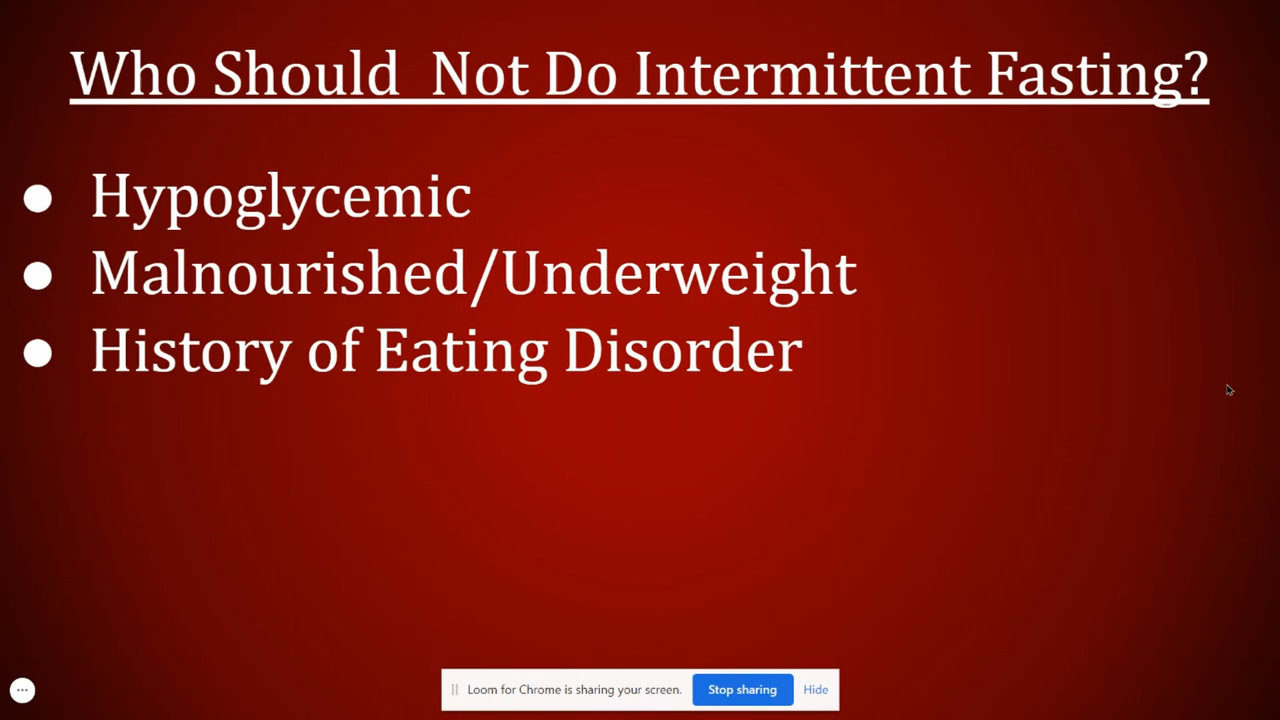 Who Should  Not Do Intermittent Fasting?
● Hypoglycemic
● Malnourished/Underweight
● History of Eating Disorder
Loom for Chrome is sharing your screen. Stop sharing Hide